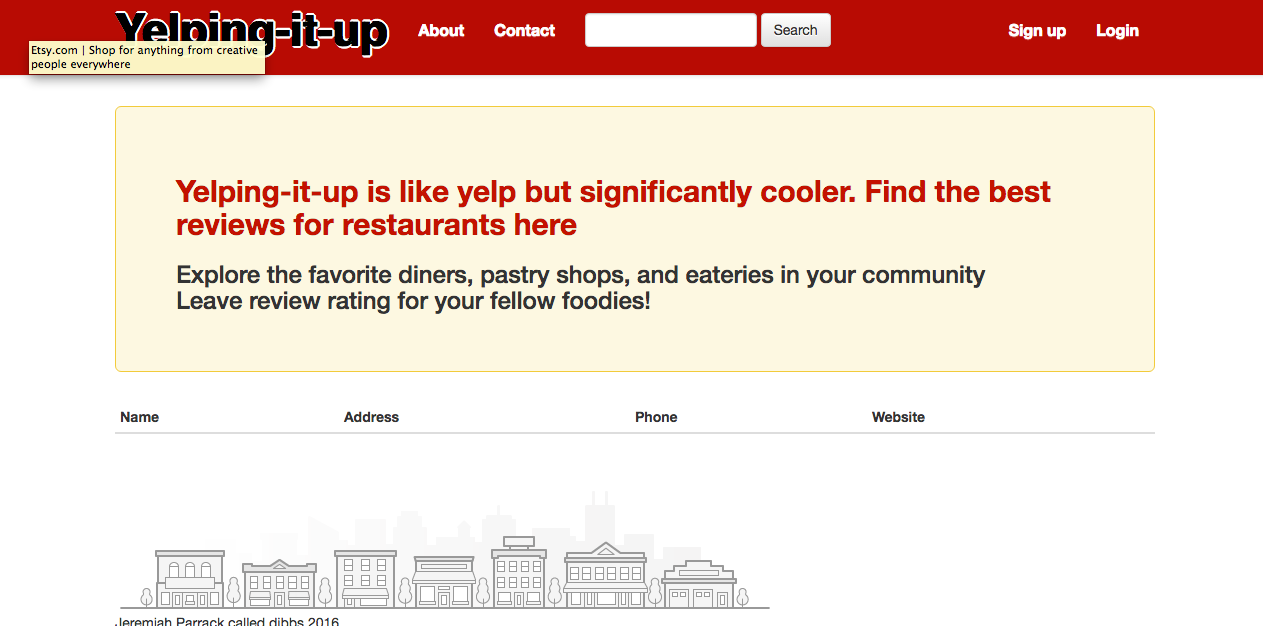 Yelping-it-up
About
Contact
Search
Sign up
Login
Etsy.com | Shop for anything from creative
people everywhere
Yelping-it-up is like yelp but significantly cooler. Find the best
reviews for restaurants here
Explore the favorite diners, pastry shops, and eateries in your community
Leave review rating for your fellow foodies!
Name
Address
Phone
Website
Jeremiah Parrack called dibbs 2016